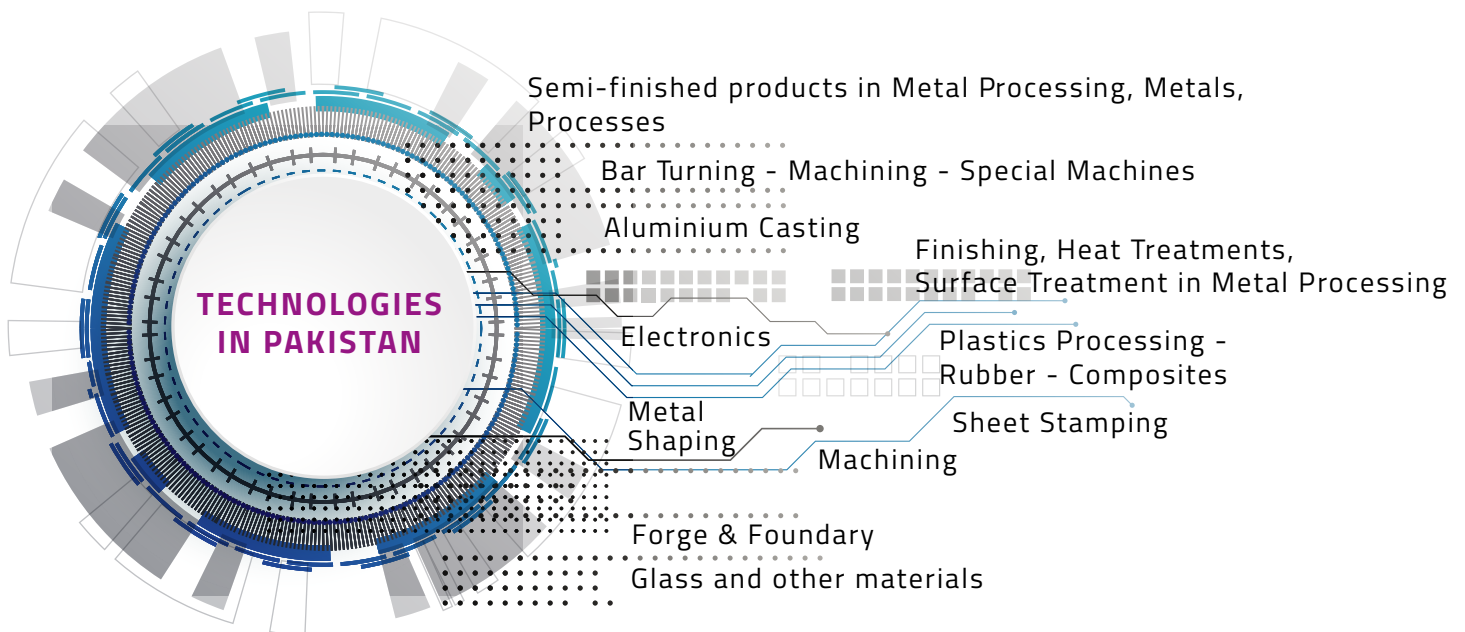 TECHNOLOGIES
IN PAKISTAN
Semi-finished products in Metal Processing, Metals,
Processes
Bar Turning - Machining - Special Machines
Aluminium Casting
Finishing, Heat Treatments,
Surface Treatment in Metal Processing
Electronics
Plastics Processing -
Rubber - Composites
Metal
Shaping
Sheet Stamping
Machining
Forge & Foundary
Glass and other materials